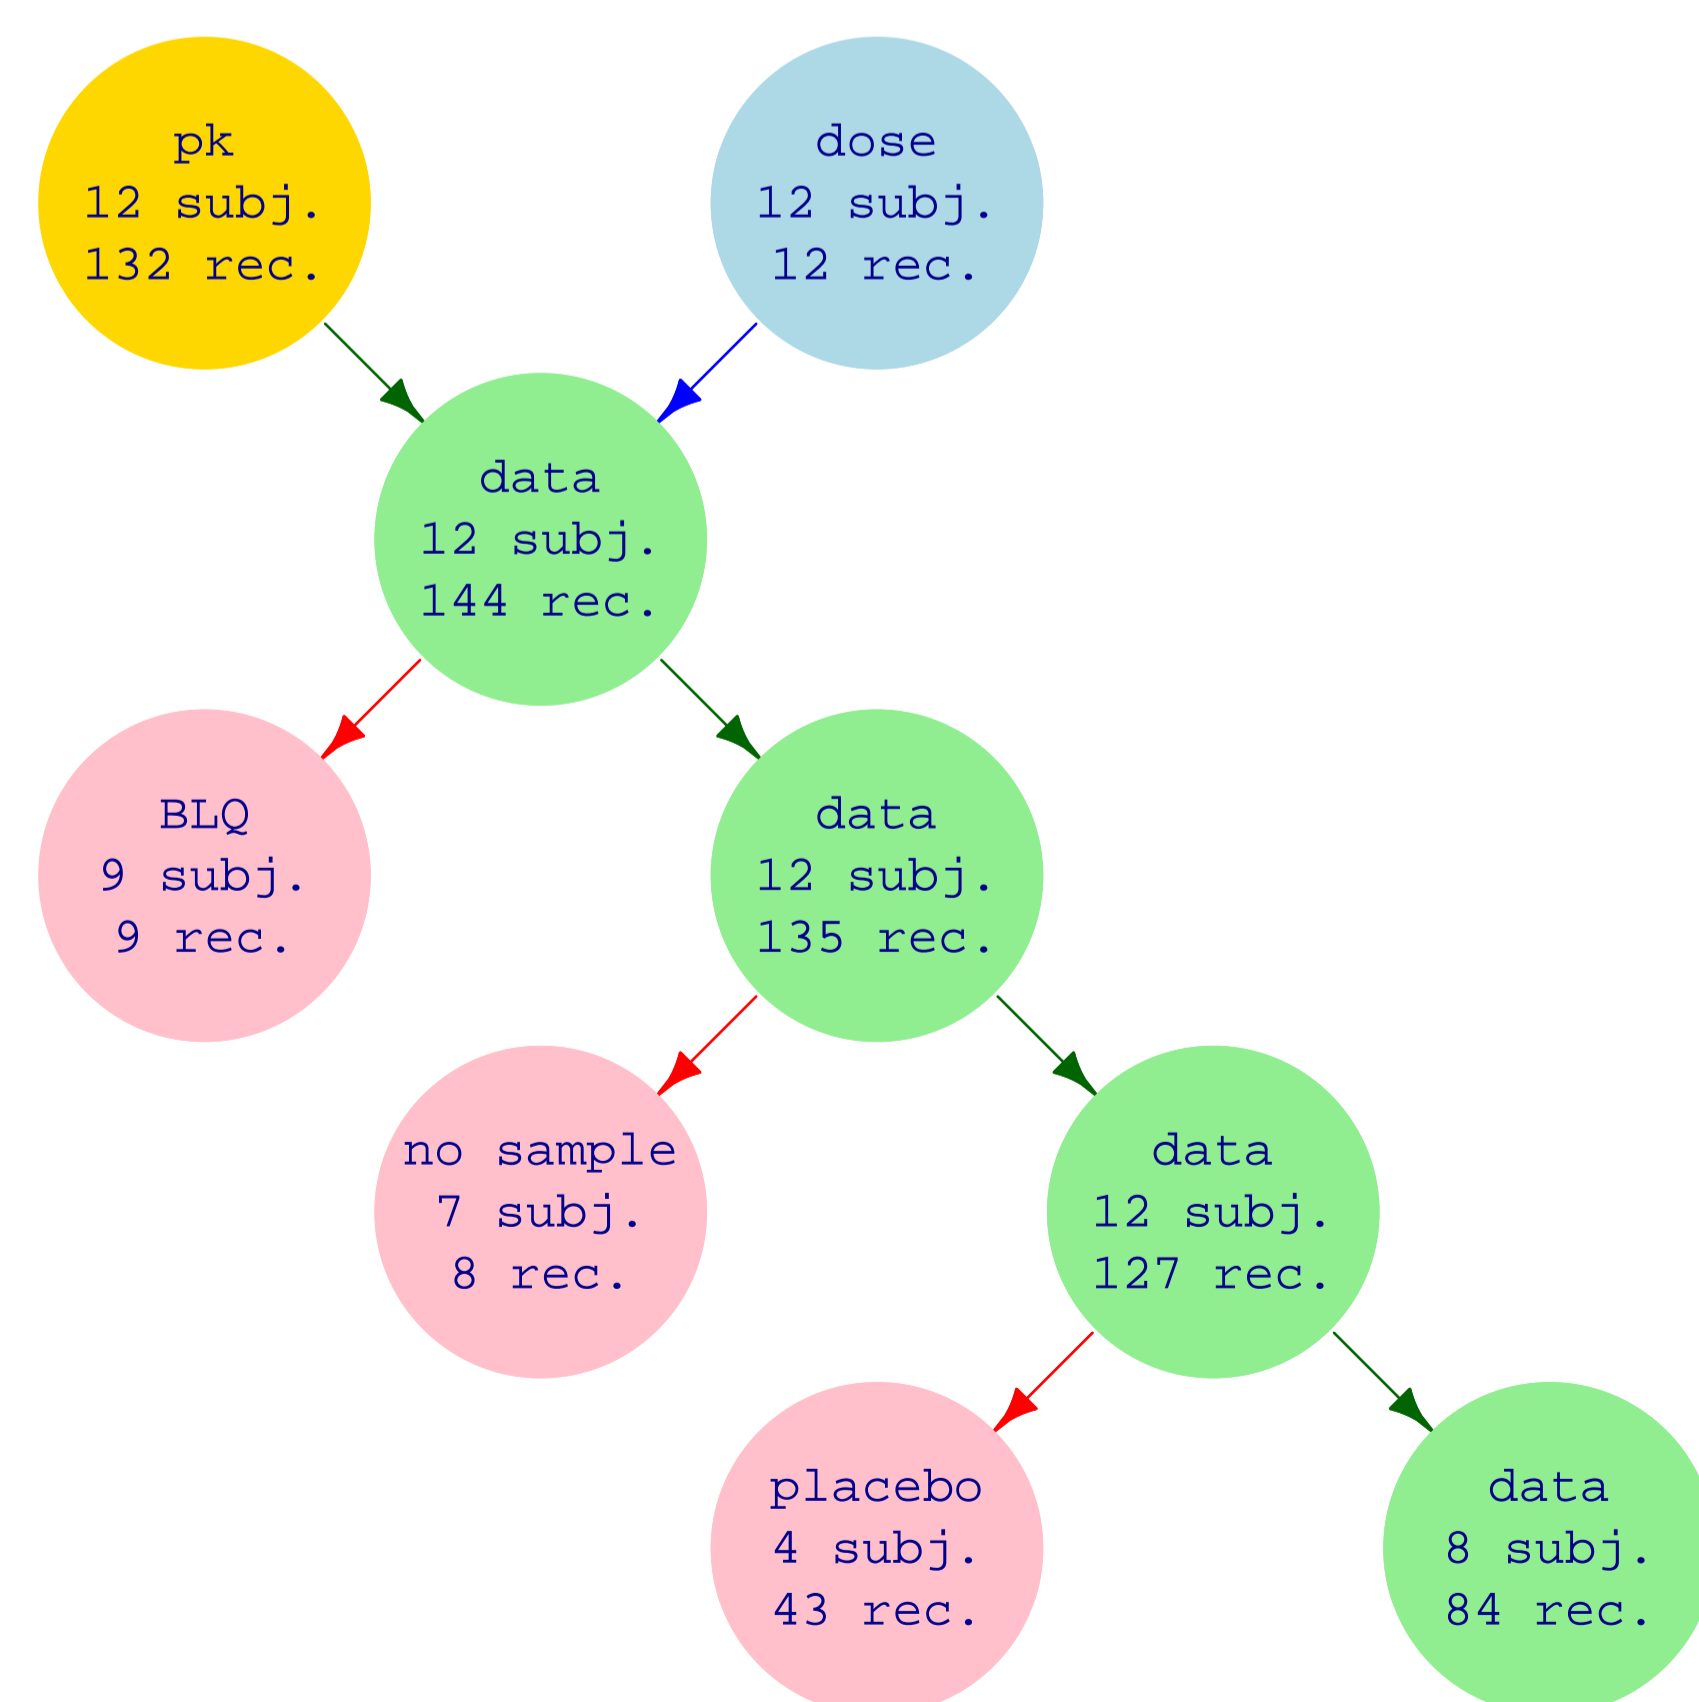 pk
12 subj.
132 rec.
dose
12 subj.
12 rec.
data
12 subj.
144 rec.
BLQ
9 subj.
9 rec.
data
12 subj.
135 rec.
no sample
7 subj.
8 rec.
data
12 subj.
127 rec.
placebo
4 subj.
43 rec.
data
8 subj.
84 rec.